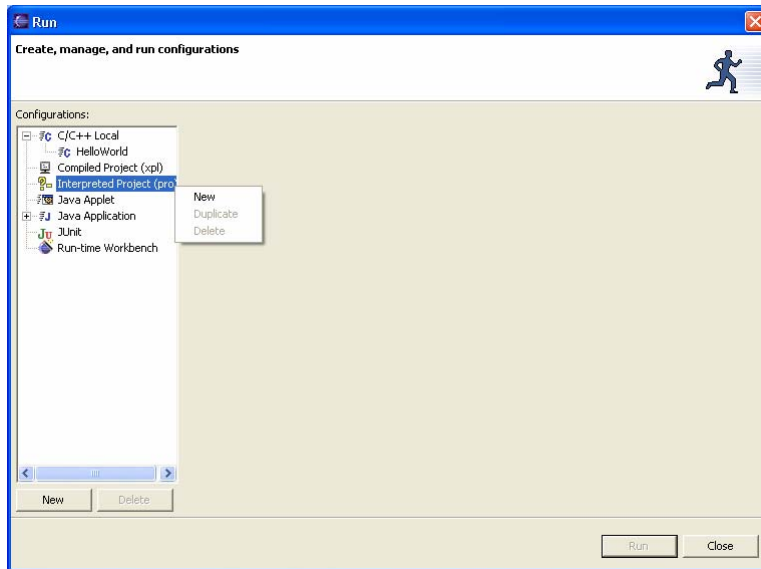 Run
Create, manage, and run configurations
Configurations:
C/C++ Local
HelloWorld
Compiled Project (xpl)
Interpreted Project (pro
Java Applet
Java Application
JUnit
Run-time Workbench
New
Duplicate
Delete
New
Delete
Run
Close